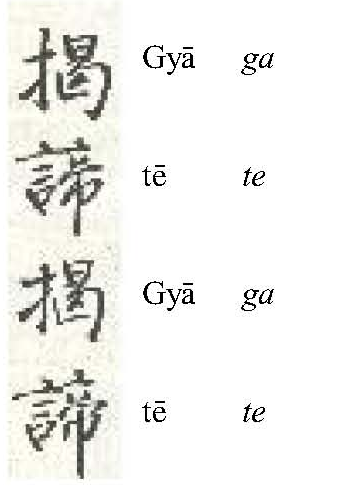 揭 Gyā ga
諦 tē te
揭 Gyā ga
諦 tē te